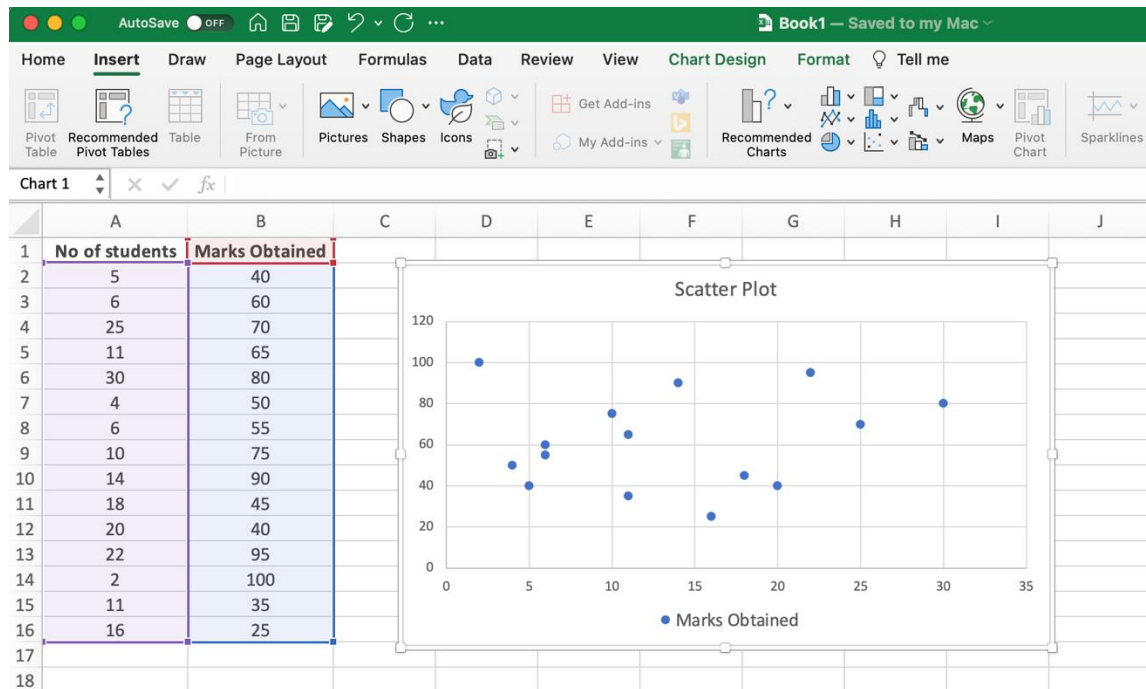 AutoSave OFF ... Book1 — Saved to my Mac
Home Insert Draw Page Layout Formulas Data Review View Chart Design Format Tell me
Pivot Table
Recommended Pivot Tables
Table
From Picture
Pictures
Shapes
Icons
Get Add-ins
My Add-ins
Recommended Charts
Maps
Pivot Chart
Sparklines
Chart 1 fx
A B C D E F G H I J
1 No of students Marks Obtained
2 5 40
3 6 60
4 25 70
5 11 65
6 30 80
7 4 50
8 6 55
9 10 75
10 14 90
11 18 45
12 20 40
13 22 95
14 2 100
15 11 35
16 16 25
17
18
Scatter Plot
120
100
80
60
40
20
0
0 5 10 15 20 25 30 35
Marks Obtained